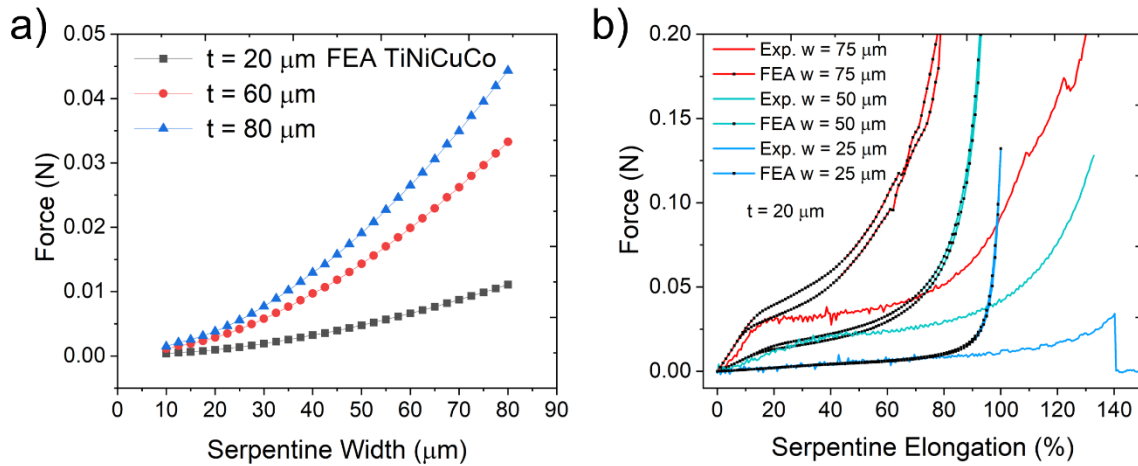 a)
0.05
0.04
0.03
0.02
0.01
0.00
Force (N)
t = 20 μm FEA TiNiCuCo
t = 60 μm
t = 80 μm
0 10 20 30 40 50 60 70 80 90
Serpentine Width (μm)
b)
0.20
0.15
0.10
0.05
0.00
Force (N)
Exp. w = 75 μm
FEA w = 75 μm
Exp. w = 50 μm
FEA w = 50 μm
Exp. w = 25 μm
FEA w = 25 μm
t = 20 μm
0 20 40 60 80 100 120 140
Serpentine Elongation (%)